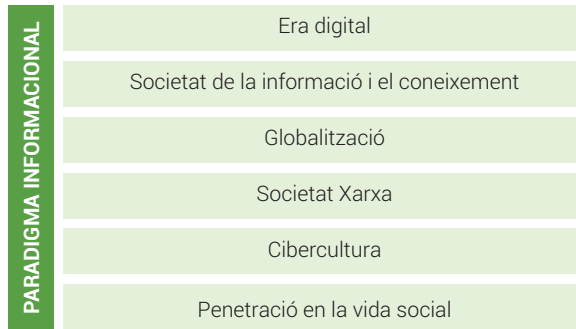 PARADIGMA INFORMACIONAL
Era digital
Societat de la informació i el coneixement
Globalització
Societat Xarxa
Cibercultura
Penetració en la vida social